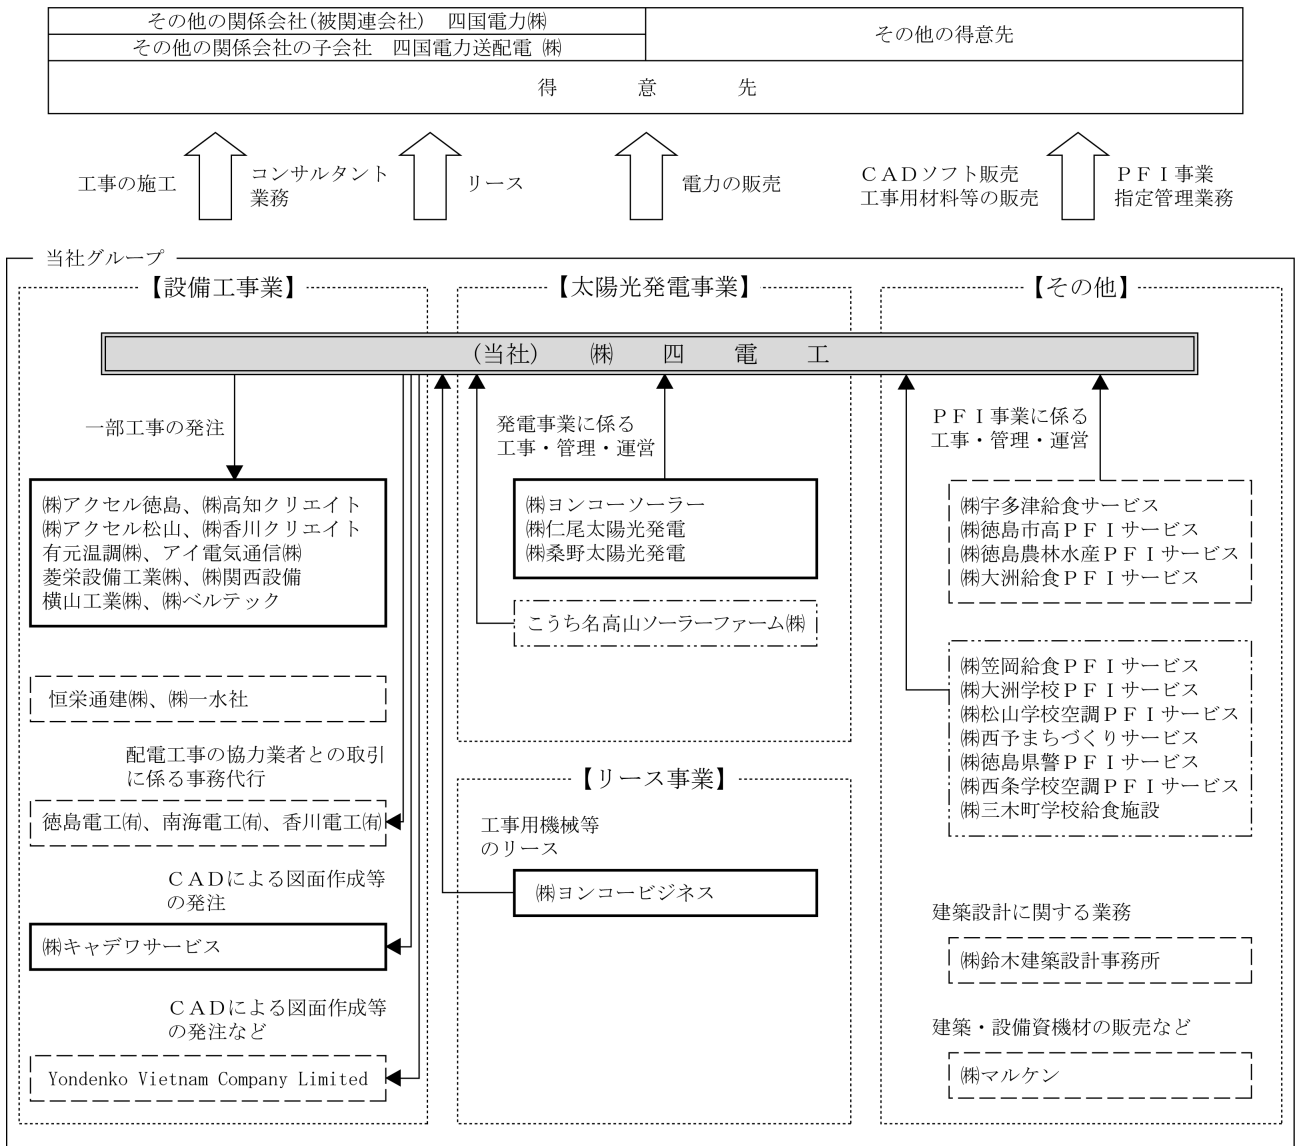 その他の関係会社(被関連会社)　四国電力㈱
その他の関係会社の子会社　四国電力送配電 ㈱
その他の得意先
得　意　先
工事の施工
コンサルタント
業務
リース
電力の販売
ＣＡＤソフト販売
工事用材料等の販売
ＰＦＩ事業
指定管理業務
当社グループ
【設備工事業】
【太陽光発電事業】
【その他】
(当社)　㈱　四　電　工
一部工事の発注
発電事業に係る
工事・管理・運営
ＰＦＩ事業に係る
工事・管理・運営
㈱アクセル徳島、㈱高知クリエイト
㈱アクセル松山、㈱香川クリエイト
有元温調㈱、アイ電気通信㈱
菱栄設備工業㈱、㈱関西設備
横山工業㈱、㈱ベルテック
恒栄通建㈱、㈱一水社
配電工事の協力業者との取引
に係る事務代行
徳島電工㈲、南海電工㈲、香川電工㈲
ＣＡＤによる図面作成等
の発注
㈱キャデワサービス
ＣＡＤによる図面作成等
の発注など
Yondenko Vietnam Company Limited
㈱ヨンコーソーラー
㈱仁尾太陽光発電
㈱桑野太陽光発電
こうち名高山ソーラーファーム㈱
【リース事業】
工事用機械等
のリース
㈱ヨンコービジネス
㈱宇多津給食サービス
㈱徳島市高ＰＦＩサービス
㈱徳島農林水産ＰＦＩサービス
㈱大洲給食ＰＦＩサービス
㈱笠岡給食ＰＦＩサービス
㈱大洲学校ＰＦＩサービス
㈱松山学校空調ＰＦＩサービス
㈱西予まちづくりサービス
㈱徳島県警ＰＦＩサービス
㈱西条学校空調ＰＦＩサービス
㈱三木町学校給食施設
建築設計に関する業務
㈱鈴木建築設計事務所
建築・設備資機材の販売など
㈱マルケン